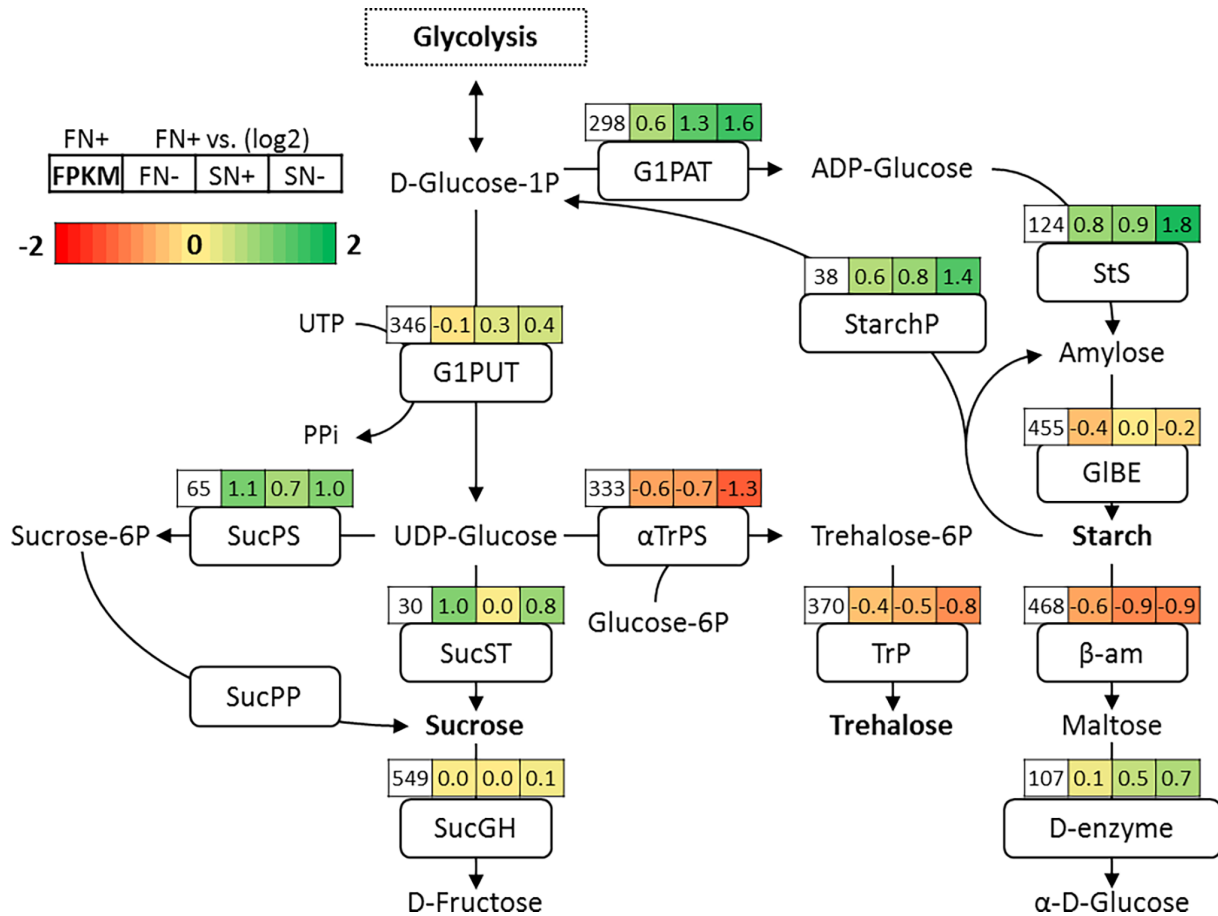 Glycolysis
FN+ FN+ vs. (log2)
FPKM FN- SN+ SN-
-2 0 2
298 0.6 1.3 1.6
G1PAT
D-Glucose-1P
ADP-Glucose
124 0.8 0.9 1.8
StS
38 0.6 0.8 1.4
StarchP
UTP
346 -0.1 0.3 0.4
G1PUT
Amylose
PPi
455 -0.4 0.0 -0.2
GlBE
65 1.1 0.7 1.0
SucPS
333 -0.6 -0.7 -1.3
αTrPS
Sucrose-6P
UDP-Glucose
Trehalose-6P
Starch
30 1.0 0.0 0.8
SucST
Glucose-6P
370 -0.4 -0.5 -0.8
TrP
468 -0.6 -0.9 -0.9
β-am
SucPP
Sucrose
Trehalose
Maltose
549 0.0 0.0 0.1
SucGH
107 0.1 0.5 0.7
D-enzyme
D-Fructose
α-D-Glucose